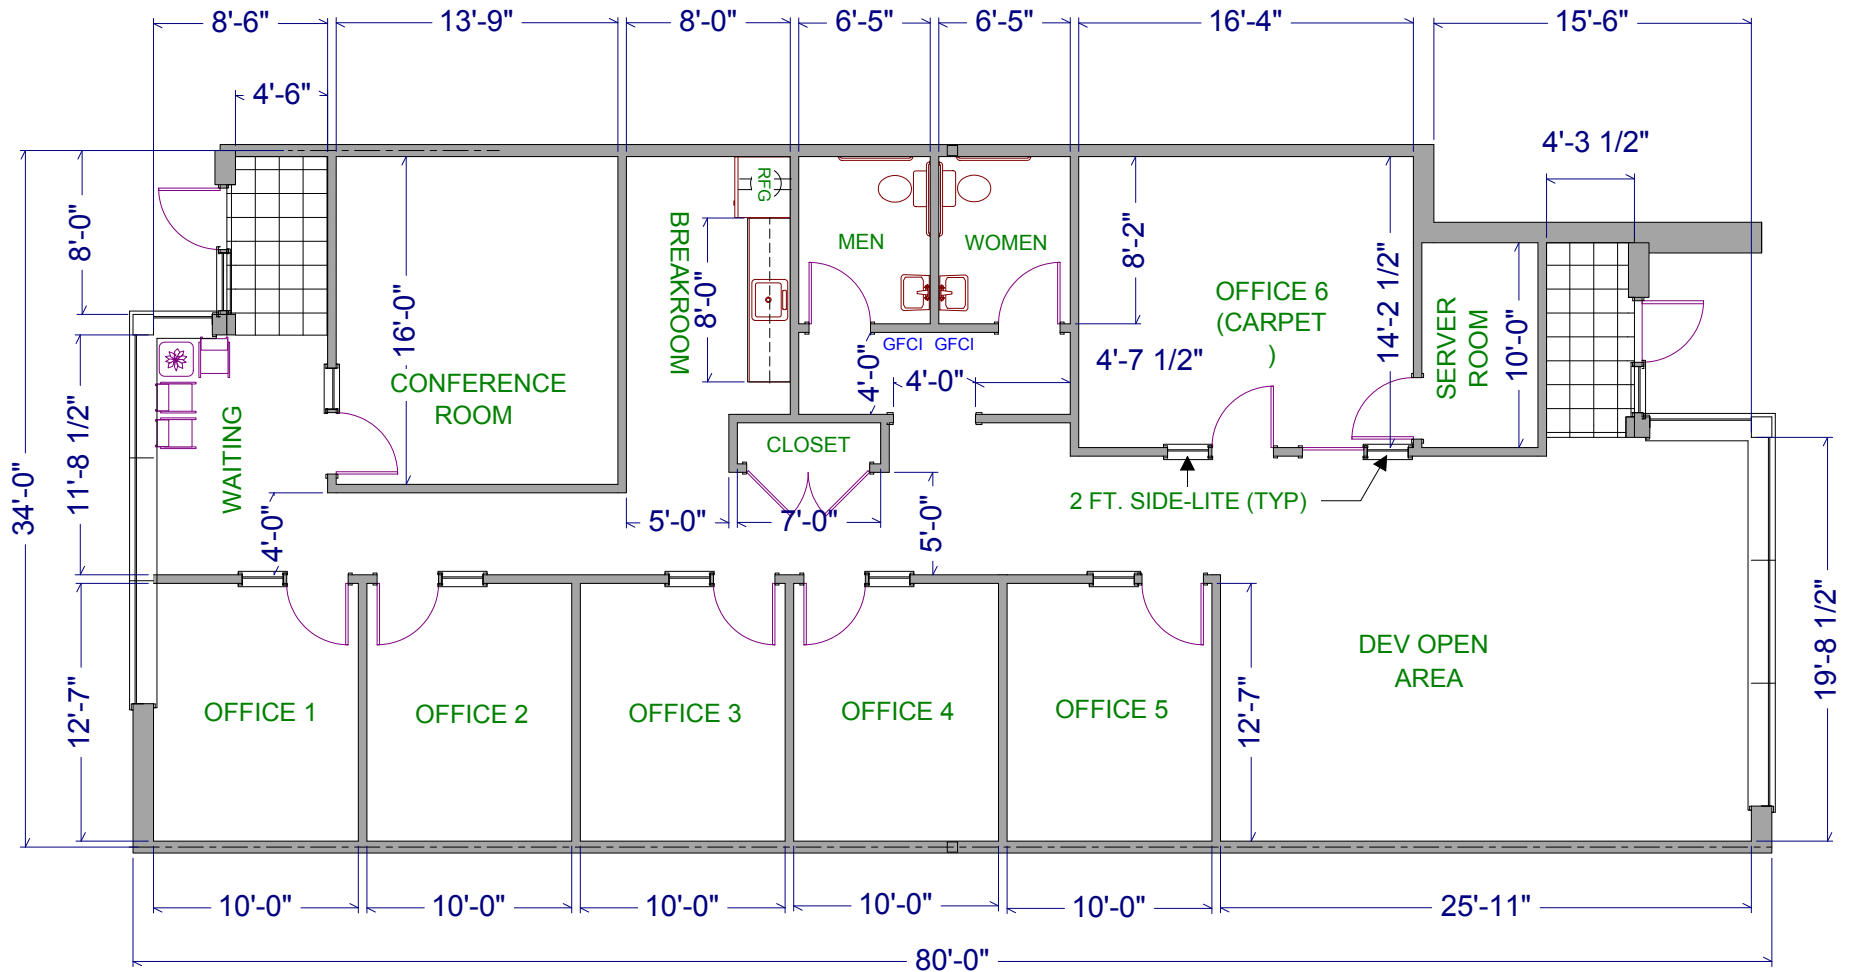 8'-6"
13'-9"
8'-0"
6'-5"
6'-5"
16'-4"
15'-6"
4'-6"
4'-3 1/2"
8'-0"
RFG
BREAKROOM
8'-0"
MEN
WOMEN
8'-2"
14'-2 1/2"
OFFICE 6
(CARPET
)
SERVER
ROOM
10'-0"
16'-0"
CONFERENCE
ROOM
GFCI
GFCI
4'-0"
4'-0"
4'-7 1/2"
34'-0"
11'-8 1/2"
WAITING
CLOSET
2 FT. SIDE-LITE (TYP)
4'-0"
5'-0"
7'-0"
5'-0"
DEV OPEN
AREA
19'-8 1/2"
12'-7"
OFFICE 1
OFFICE 2
OFFICE 3
OFFICE 4
OFFICE 5
12'-7"
10'-0"
10'-0"
10'-0"
10'-0"
10'-0"
25'-11"
80'-0"